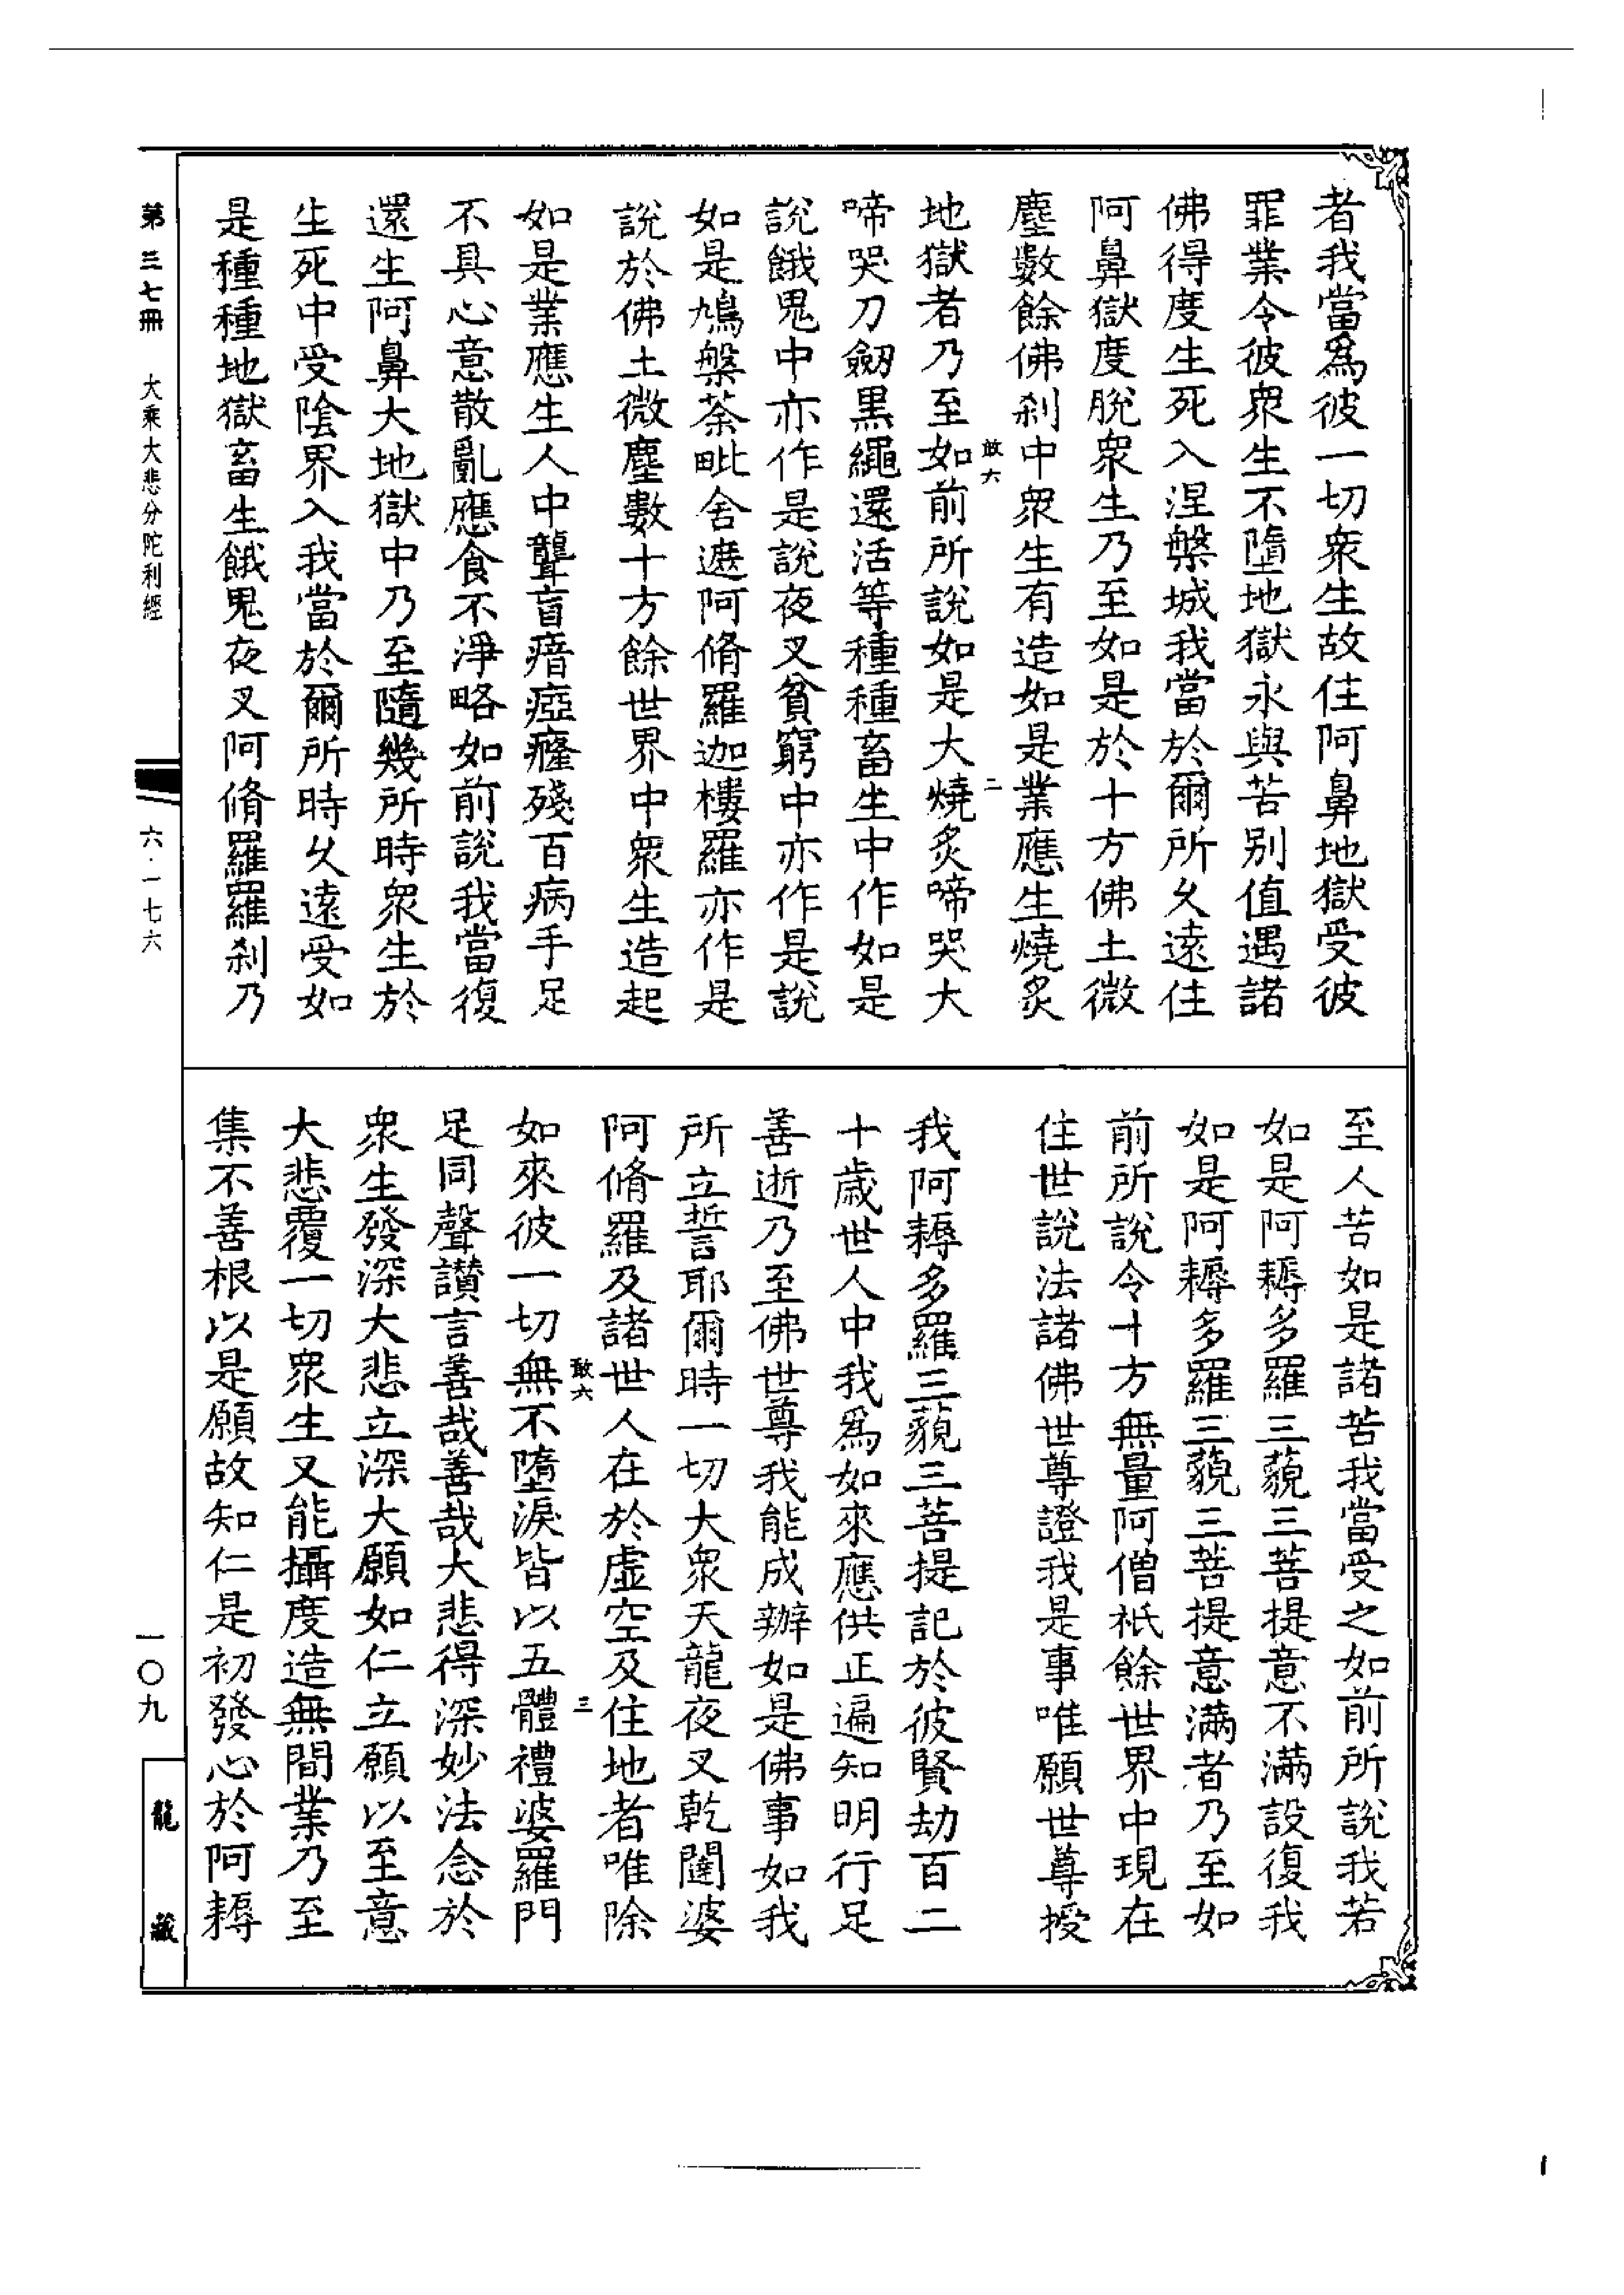 者我當為彼一切衆生故住阿鼻地獄受彼
罪業令彼衆生不墮地獄永與苦別值遇諸
佛得度生死入涅槃城我當於爾所久遠住
阿鼻獄度脫衆生乃至如是於十方佛土微
塵數餘佛剎中衆生有造如是業應生燒炙
敢六 二
地獄者乃至如前所說如是大燒炙啼哭大
啼哭刀劒黑繩還活等種種畜生中作如是
說餓鬼中亦作是說夜叉貧窮中亦作是說
如是鳩槃荼毗舍遮阿脩羅迦樓羅亦作是
說於佛土微塵數十方餘世界中衆生造起
如是業應生人中聾盲瘖瘂癃殘百病手足
不具心意散亂應食不淨略如前說我當復
還生阿鼻大地獄中乃至隨幾所時衆生於
生死中受陰界入我當於爾所時久遠受如
是種種地獄畜生餓鬼夜叉阿脩羅羅剎乃
至人苦如是諸苦我當受之如前所說我若
如是阿耨多羅三藐三菩提意不滿設復我
如是阿耨多羅三藐三菩提意滿者乃至如
前所說令十方無量阿僧祇餘世界中現在
住世說法諸佛世尊證我是事唯願世尊授
我阿耨多羅三藐三菩提記於彼賢劫百二
十歲世人中我爲如來應供正遍知明行足
善逝乃至佛世尊我能成辦如是佛事如我
所立誓耶爾時一切大衆天龍夜叉乾闥婆
阿脩羅及諸世人在於虛空及住地者唯除
敢六 三
如來彼一切無不墮淚皆以五體禮婆羅門
足同聲讃言善哉善哉大悲得深妙法念於
衆生發深大悲立深大願如仁立願以至意
大悲覆一切衆生又能攝度造無間業乃至
集不善根以是願故知仁是初發心於阿耨
第三七冊 大乘大悲分陀利經
六·一七六
一〇九
龍藏